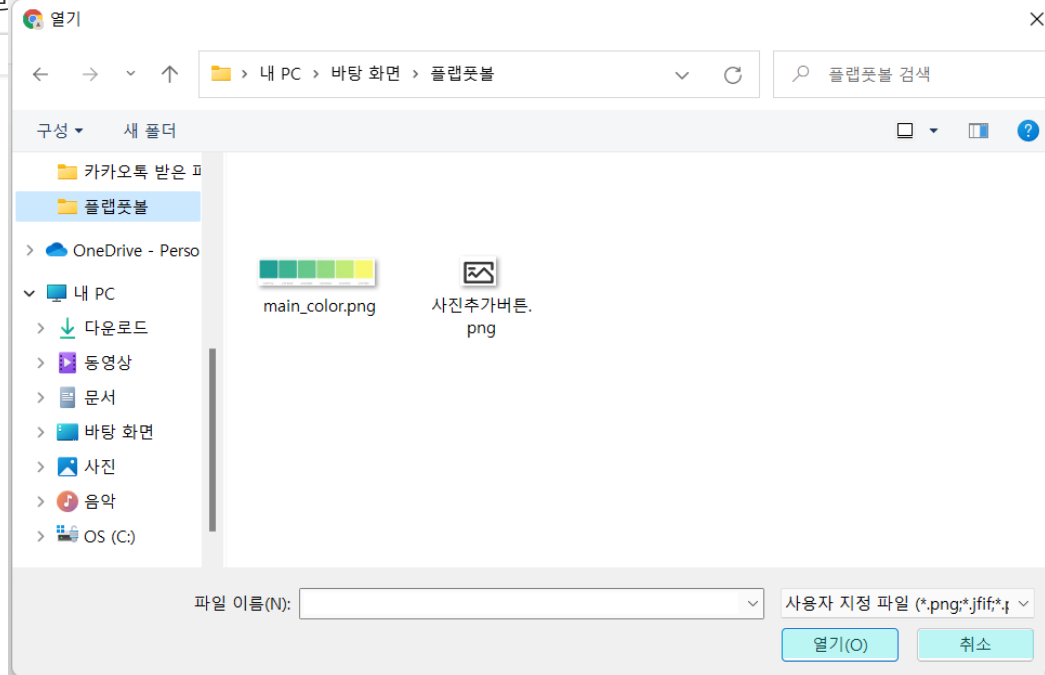 열기
내 PC > 바탕 화면 > 플랩풋볼
플랩풋볼 검색
구성
새 폴더
카카오톡 받은
플랩풋볼
OneDrive - Perso
내 PC
다운로드
동영상
문서
바탕 화면
사진
음악
OS (C:)
main_color.png
사진추가버튼.
png
파일 이름(N):
사용자 지정 파일 (*.png;*.jfif;*.p
열기(O)
취소